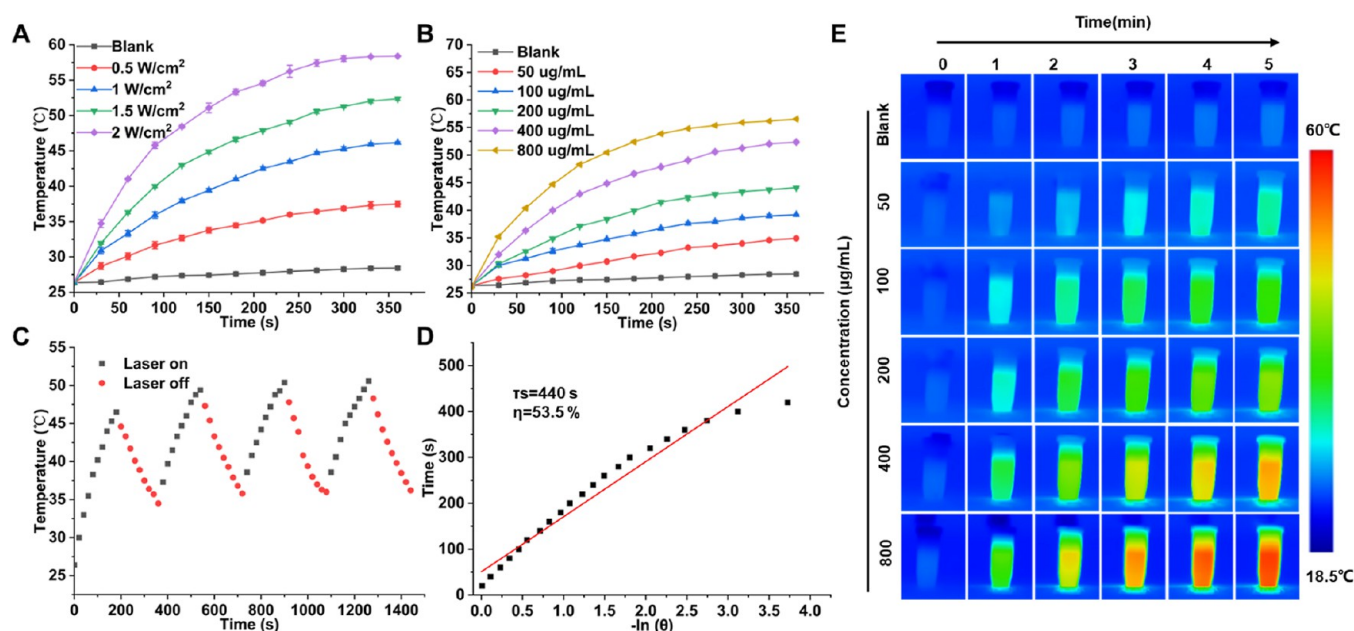 A
Temperature (℃)
60
55
50
45
40
35
30
25
Blank
0.5 W/cm²
1 W/cm²
1.5 W/cm²
2 W/cm²
0 50 100 150 200 250 300 350
Time (s)
B
Temperature (℃)
70
65
60
55
50
45
40
35
30
25
Blank
50 ug/mL
100 ug/mL
200 ug/mL
400 ug/mL
800 ug/mL
0 50 100 150 200 250 300 350
Time (s)
C
Temperature (℃)
55
50
45
40
35
30
25
Laser on
Laser off
0 200 400 600 800 1000 1200 1400
Time (s)
D
Time (s)
500
400
300
200
100
0
τs=440 s
η=53.5 %
0.0 0.5 1.0 1.5 2.0 2.5 3.0 3.5 4.0
-In (θ)
E
Time(min)
0 1 2 3 4 5
Concentration (μg/mL)
Blank
50
100
200
400
800
60℃
18.5℃